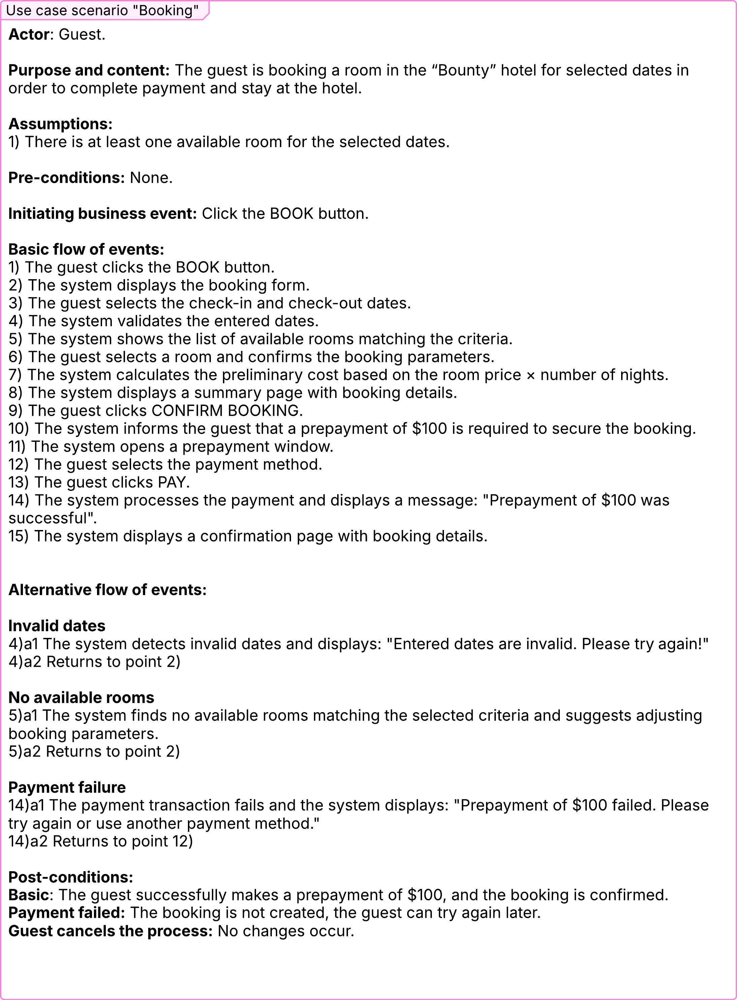 Use case scenario "Booking"
Actor: Guest.
Purpose and content: The guest is booking a room in the “Bounty” hotel for selected dates in
order to complete payment and stay at the hotel.
Assumptions:
1) There is at least one available room for the selected dates.
Pre-conditions: None.
Initiating business event: Click the BOOK button.
Basic flow of events:
1) The guest clicks the BOOK button.
2) The system displays the booking form.
3) The guest selects the check-in and check-out dates.
4) The system validates the entered dates.
5) The system shows the list of available rooms matching the criteria.
6) The guest selects a room and confirms the booking parameters.
7) The system calculates the preliminary cost based on the room price × number of nights.
8) The system displays a summary page with booking details.
9) The guest clicks CONFIRM BOOKING.
10) The system informs the guest that a prepayment of $100 is required to secure the booking.
11) The system opens a prepayment window.
12) The guest selects the payment method.
13) The guest clicks PAY.
14) The system processes the payment and displays a message: "Prepayment of $100 was
successful".
15) The system displays a confirmation page with booking details.
Alternative flow of events:
Invalid dates
4)a1 The system detects invalid dates and displays: "Entered dates are invalid. Please try again!"
4)a2 Returns to point 2)
No available rooms
5)a1 The system finds no available rooms matching the selected criteria and suggests adjusting
booking parameters.
5)a2 Returns to point 2)
Payment failure
14)a1 The payment transaction fails and the system displays: "Prepayment of $100 failed. Please
try again or use another payment method."
14)a2 Returns to point 12)
Post-conditions:
Basic: The guest successfully makes a prepayment of $100, and the booking is confirmed.
Payment failed: The booking is not created, the guest can try again later.
Guest cancels the process: No changes occur.